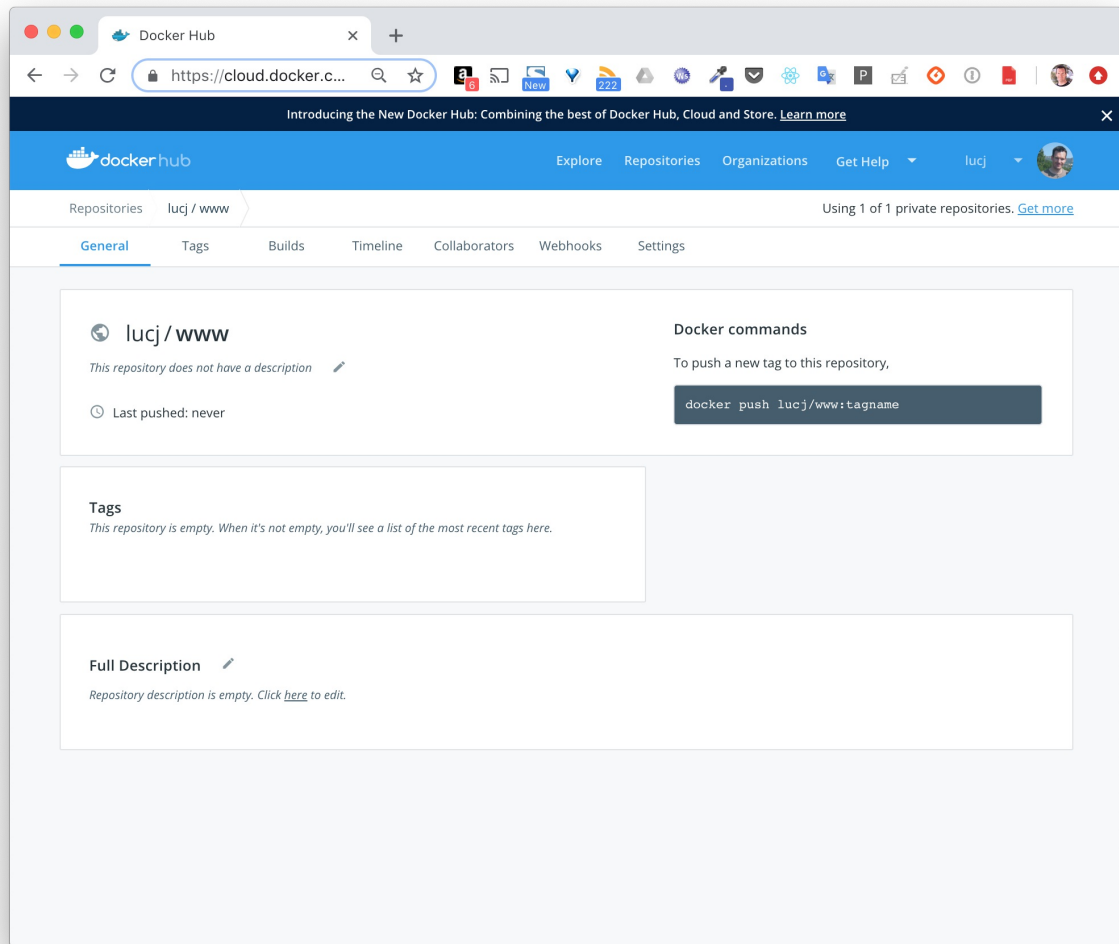 Docker Hub
https://cloud.docker.c...
6
New
222
Introducing the New Docker Hub: Combining the best of Docker Hub, Cloud and Store. Learn more
docker hub
Explore Repositories Organizations Get Help lucj
Repositories lucj / www Using 1 of 1 private repositories. Get more
General Tags Builds Timeline Collaborators Webhooks Settings
lucj / www
This repository does not have a description
Last pushed: never
Docker commands
To push a new tag to this repository,
docker push lucj/www:tagname
Tags
This repository is empty. When it's not empty, you'll see a list of the most recent tags here.
Full Description
Repository description is empty. Click here to edit.